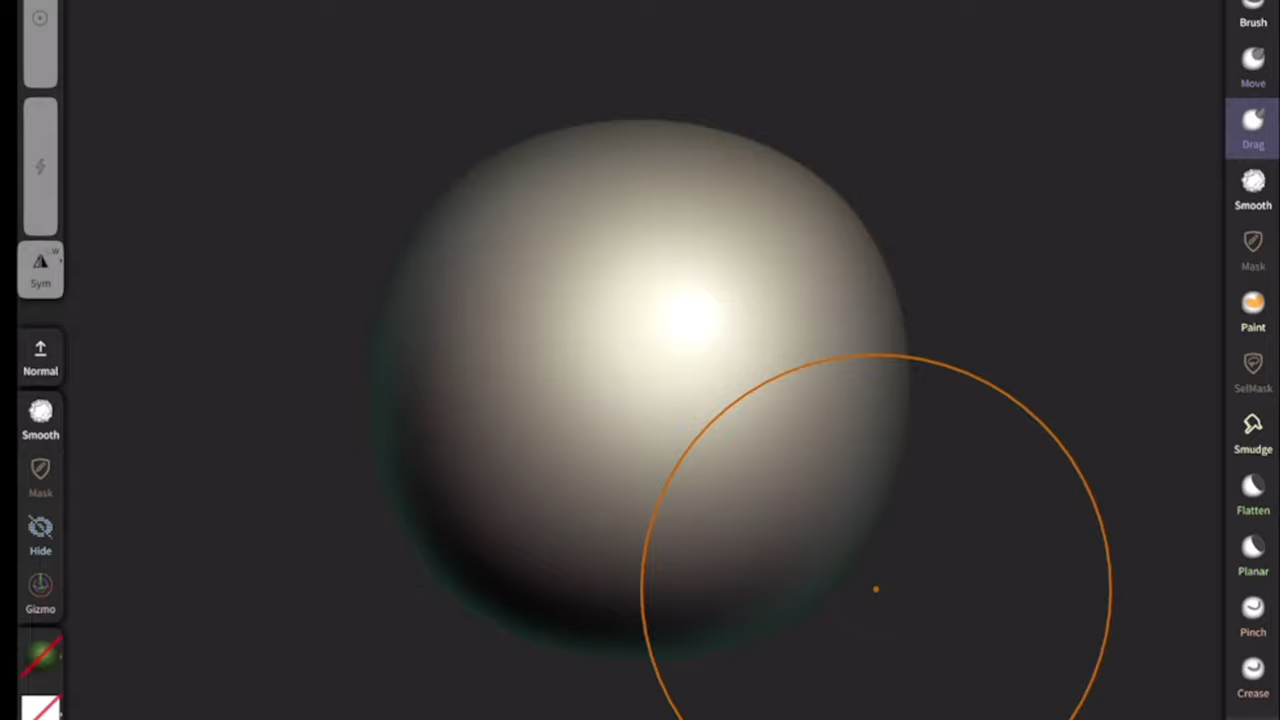 W
Sym
Normal
Smooth
Mask
Hide
Gizmo
Brush
Move
Drag
Smooth
Mask
Paint
SelMask
Smudge
Flatten
Planar
Pinch
Crease